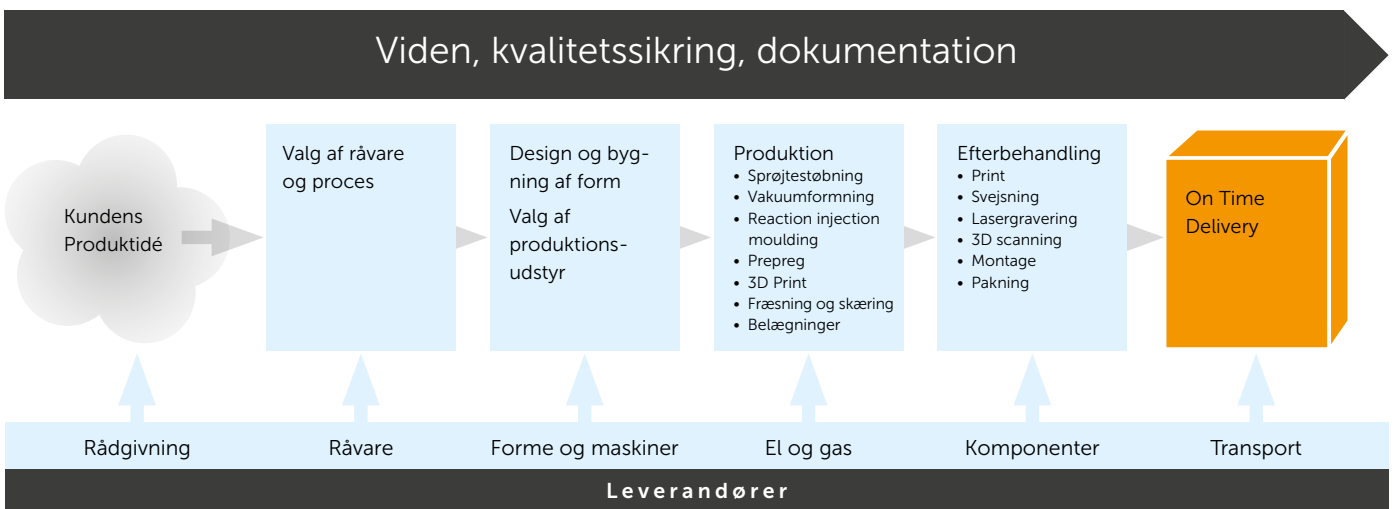 Viden, kvalitetssikring, dokumentation
Kundens
Produktidé
Valg af råvare
og proces
Design og byg-
ning af form
Valg af
produktions-
udstyr
Produktion
• Sprøjtestøbning
• Vakuumformning
• Reaction injection
moulding
• Prepreg
• 3D Print
• Fræsning og skæring
• Belægninger
Efterbehandling
• Print
• Svejsning
• Lasergravering
• 3D scanning
• Montage
• Pakning
On Time
Delivery
Rådgivning
Råvare
Forme og maskiner
El og gas
Komponenter
Transport
Leverandører